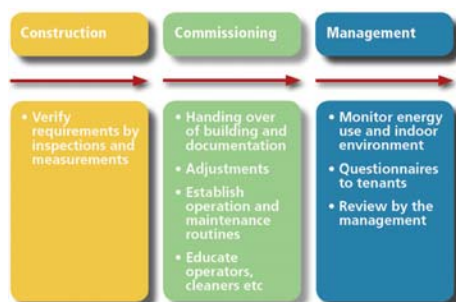 Construction
Commissioning
Management
• Verify
requirements by
inspections and
measurements
• Handing over
of building and
documentation
• Adjustments
• Establish
operation and
maintenance
routines
• Educate
operators,
cleaners etc
• Monitor energy
use and indoor
environment
• Questionnaires
to tenants
• Review by the
management